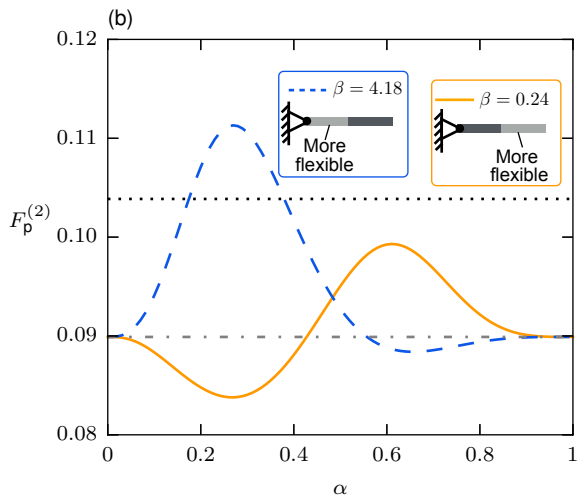 (b)
0.12
0.11
0.10
0.09
0.08
F_p^{(2)}
β = 4.18
More
flexible
β = 0.24
More
flexible
0
0.2
0.4
0.6
0.8
1
α